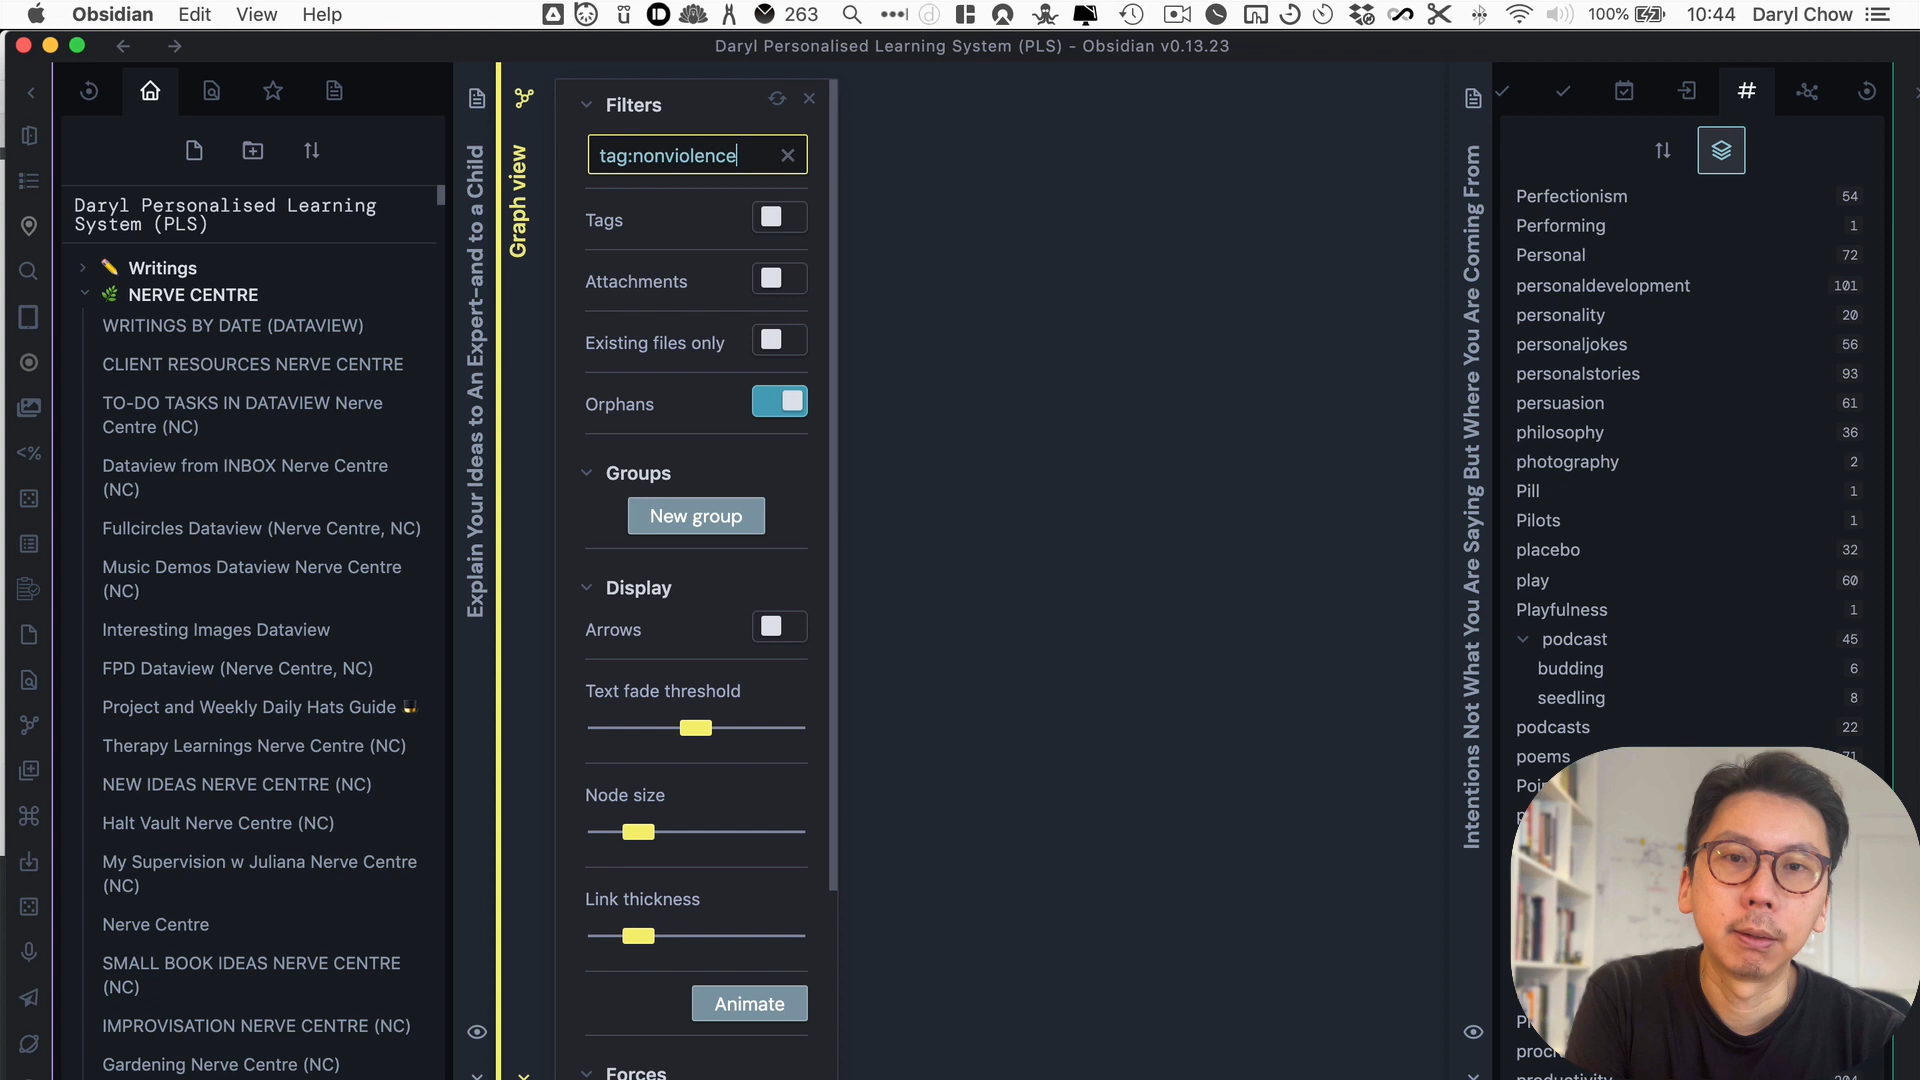 Obsidian Edit View Help
263
100%
10:44
Daryl Chow
Daryl Personalised Learning System (PLS) - Obsidian v0.13.23
Daryl Personalised Learning
System (PLS)
Writings
NERVE CENTRE
WRITINGS BY DATE (DATAVIEW)
CLIENT RESOURCES NERVE CENTRE
TO-DO TASKS IN DATAVIEW Nerve
Centre (NC)
Dataview from INBOX Nerve Centre
(NC)
Fullcircles Dataview (Nerve Centre, NC)
Music Demos Dataview Nerve Centre
(NC)
Interesting Images Dataview
FPD Dataview (Nerve Centre, NC)
Project and Weekly Daily Hats Guide
Therapy Learnings Nerve Centre (NC)
NEW IDEAS NERVE CENTRE (NC)
Halt Vault Nerve Centre (NC)
My Supervision w Juliana Nerve Centre
(NC)
Nerve Centre
SMALL BOOK IDEAS NERVE CENTRE
(NC)
IMPROVISATION NERVE CENTRE (NC)
Gardening Nerve Centre (NC)
Explain Your Ideas to An Expert-and to a Child
Graph view
Filters
tag:nonviolence
Tags
Attachments
Existing files only
Orphans
Groups
New group
Display
Arrows
Text fade threshold
Node size
Link thickness
Animate
Forces
Intentions Not What You Are Saying But Where You Are Coming From
Perfectionism 54
Performing 1
Personal 72
personaldevelopment 101
personality 20
personaljokes 56
personalstories 93
persuasion 61
philosophy 36
photography 2
Pill 1
Pilots 1
placebo 32
play 60
Playfulness 1
podcast 45
budding 6
seedling 8
podcasts 22
poems 71
productivity 204